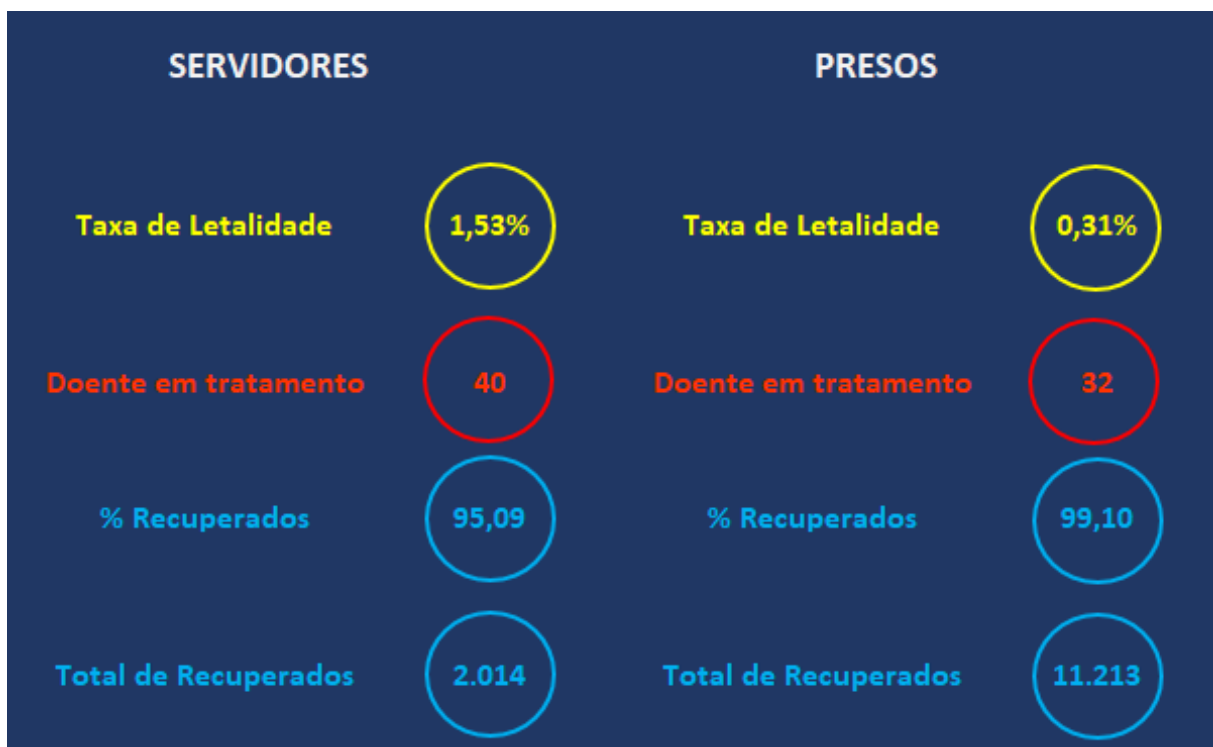 SERVIDORES
PRESOS
Taxa de Letalidade
1,53%
Taxa de Letalidade
0,31%
Doente em tratamento
40
Doente em tratamento
32
% Recuperados
95,09
% Recuperados
99,10
Total de Recuperados
2.014
Total de Recuperados
11.213